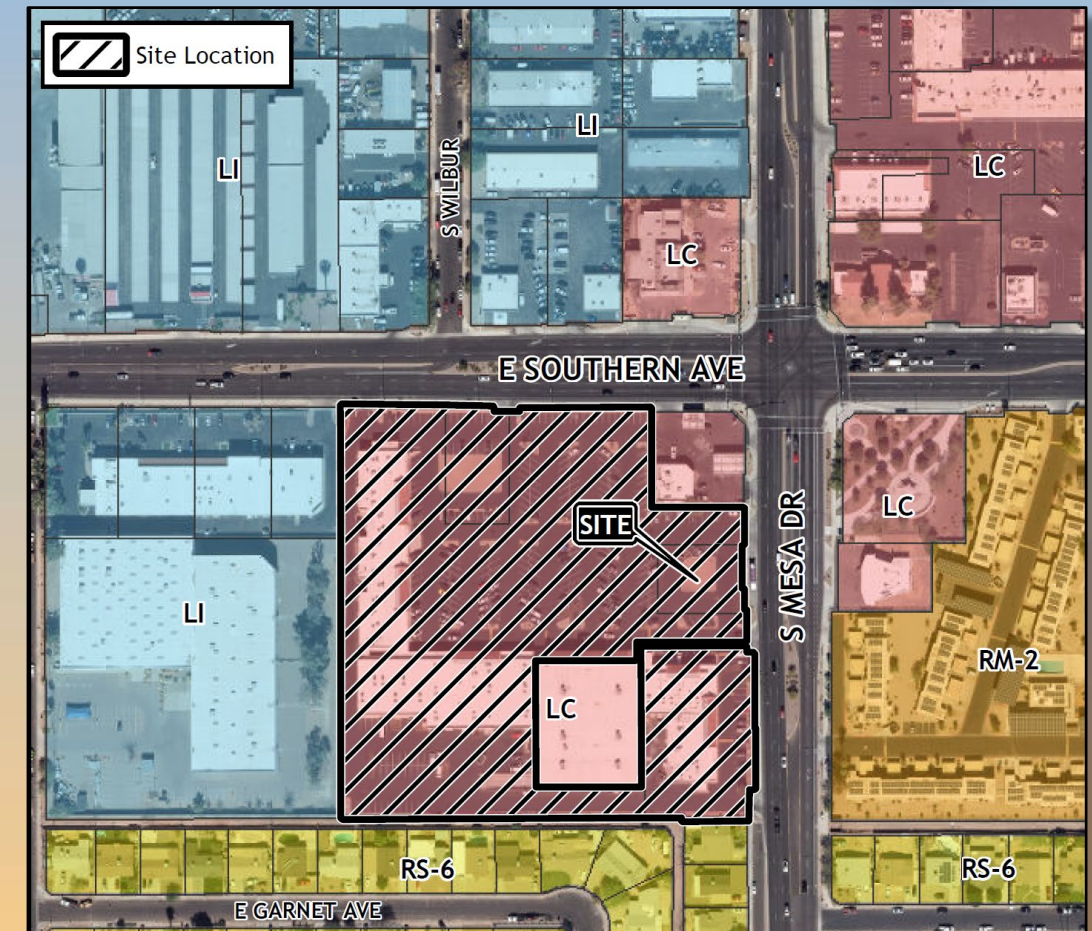 Site Location
LI
LI
LC
S WILBUR
LC
E SOUTHERN AVE
SITE
LC
S MESA DR
LI
RM-2
LC
RS-6
RS-6
E GARNET AVE